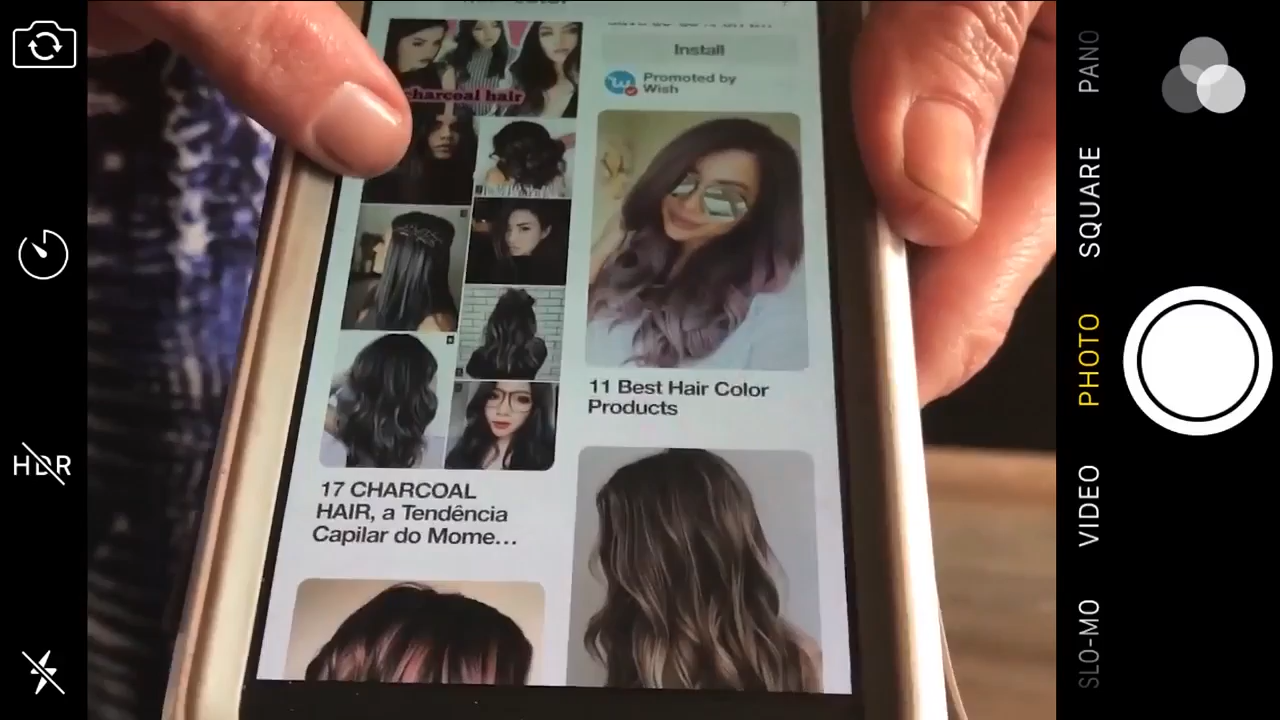 charcoal hair
Install
Promoted by
Wish
11 Best Hair Color
Products
17 CHARCOAL
HAIR, a Tendência
Capilar do Mome...
HDR
PANO
SQUARE
PHOTO
VIDEO
SLO-MO